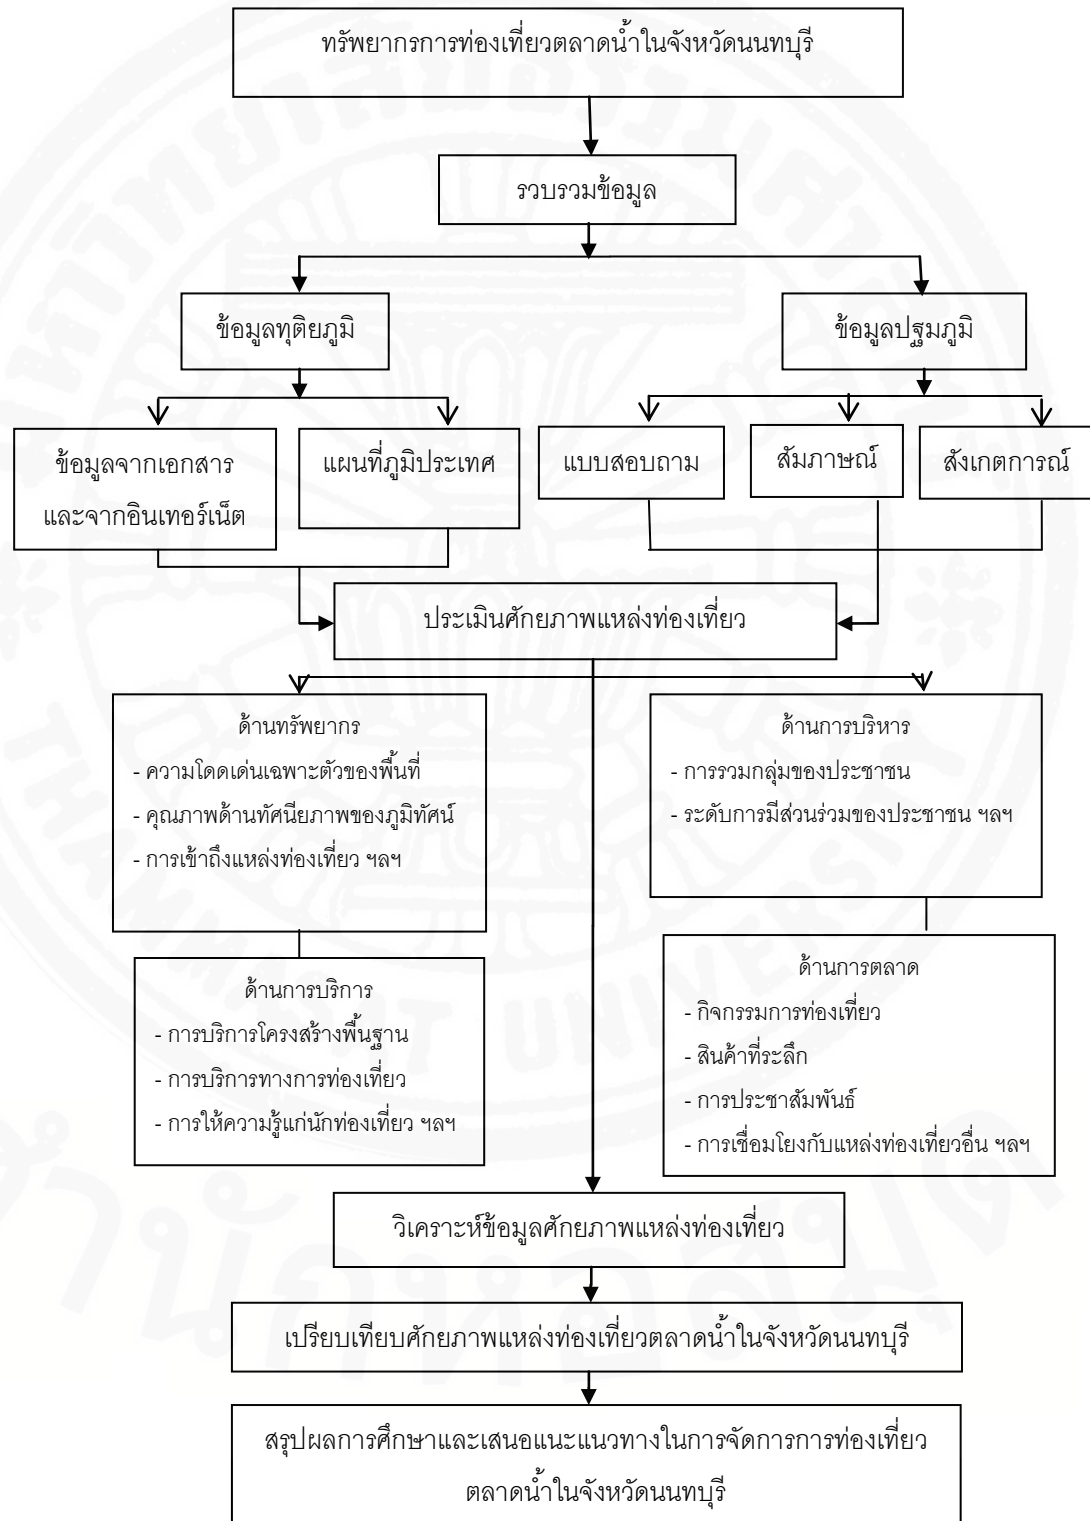 ทรัพยากรการท่องเที่ยวตลาดน้ำในจังหวัดนนทบุรี
รวบรวมข้อมูล
ข้อมูลทุติยภูมิ
ข้อมูลปฐมภูมิ
ข้อมูลจากเอกสาร
และจากอินเทอร์เน็ต
แผนที่ภูมิประเทศ
แบบสอบถาม
สัมภาษณ์
สังเกตการณ์
ประเมินศักยภาพแหล่งท่องเที่ยว
ด้านทรัพยากร
- ความโดดเด่นเฉพาะตัวของพื้นที่
- คุณภาพด้านทัศนียภาพของภูมิทัศน์
- การเข้าถึงแหล่งท่องเที่ยว ฯลฯ
ด้านการบริหาร
- การรวมกลุ่มของประชาชน
- ระดับการมีส่วนร่วมของประชาชน ฯลฯ
ด้านการบริการ
- การบริการโครงสร้างพื้นฐาน
- การบริการทางการท่องเที่ยว
- การให้ความรู้แก่นักท่องเที่ยว ฯลฯ
ด้านการตลาด
- กิจกรรมการท่องเที่ยว
- สินค้าที่ระลึก
- การประชาสัมพันธ์
- การเชื่อมโยงกับแหล่งท่องเที่ยวอื่น ฯลฯ
วิเคราะห์ข้อมูลศักยภาพแหล่งท่องเที่ยว
เปรียบเทียบศักยภาพแหล่งท่องเที่ยวตลาดน้ำในจังหวัดนนทบุรี
สรุปผลการศึกษาและเสนอแนะแนวทางในการจัดการการท่องเที่ยว
ตลาดน้ำในจังหวัดนนทบุรี
มหาวิทยาลัยธรรมศาสตร์
THAMMASAT UNIVERSITY
สำนักหอสมุด